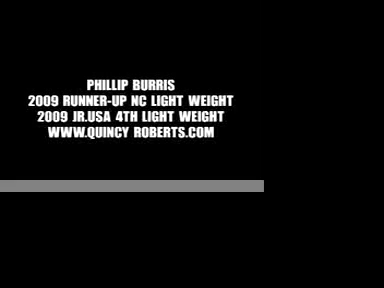 PHILLIP BURRIS
2009 RUNNER-UP NC LIGHT WEIGHT
2009 JR.USA 4TH LIGHT WEIGHT
WWW.QUINCY ROBERTS.COM